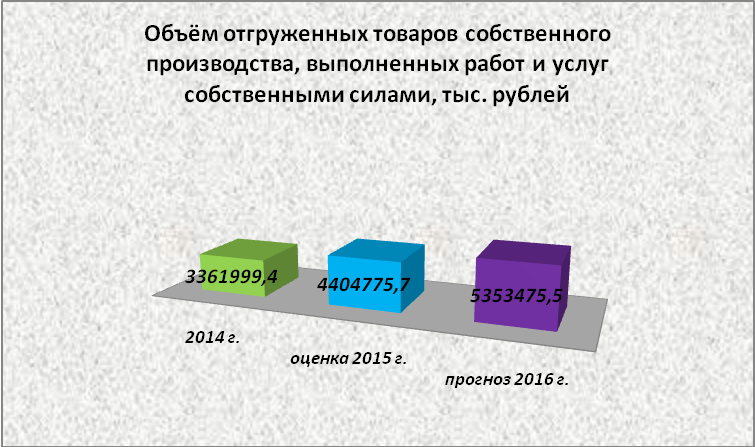 Объём отгруженных товаров собственного
производства, выполненных работ и услуг
собственными силами, тыс. рублей
3361999,4
4404775,7
5353475,5
2014 г.
оценка 2015 г.
прогноз 2016 г.